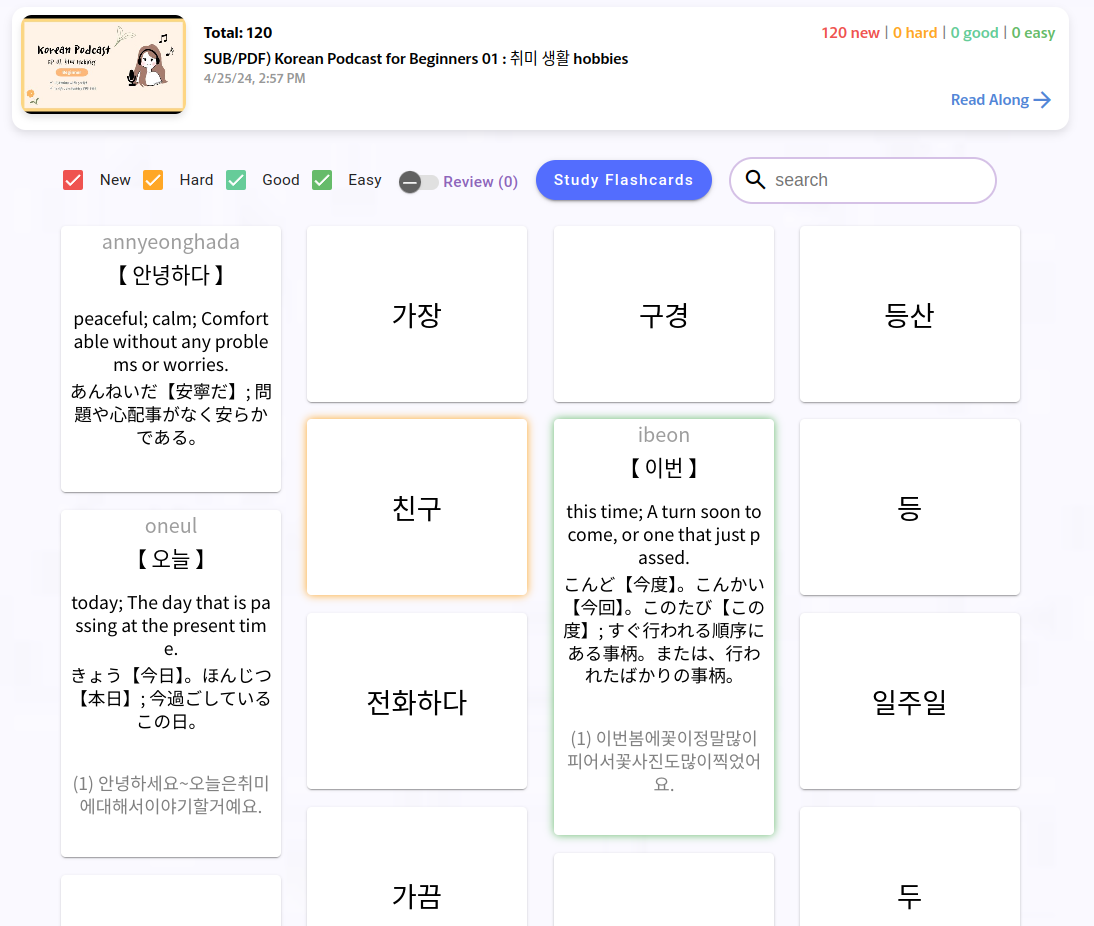 Korean Podcast
Beginner
Total: 120
SUB/PDF) Korean Podcast for Beginners 01 : 취미 생활 hobbies
4/25/24, 2:57 PM
120 new | 0 hard | 0 good | 0 easy
Read Along
New
Hard
Good
Easy
Review (0)
Study Flashcards
search
annyeonghada
【 안녕하다 】
peaceful; calm; Comfort
able without any proble
ms or worries.
あんねいだ【安寧だ】; 問
題や心配事がなく安らか
である。
oneul
【 오늘 】
today; The day that is pa
ssing at the present tim
e.
きょう【今日】。ほんじつ
【本日】; 今過ごしている
この日。
(1) 안녕하세요~오늘은취미
에대해서이야기할거예요.
가장
친구
전화하다
가끔
구경
ibeon
【 이번 】
this time; A turn soon to
come, or one that just p
assed.
こんど【今度】。こんかい
【今回】。このたび【この
度】; すぐ行われる順序に
ある事柄。または、行わ
れたばかりの事柄。
(1) 이번봄에꽃이정말많이
피어서꽃사진도많이찍었어
요.
등산
등
일주일
두